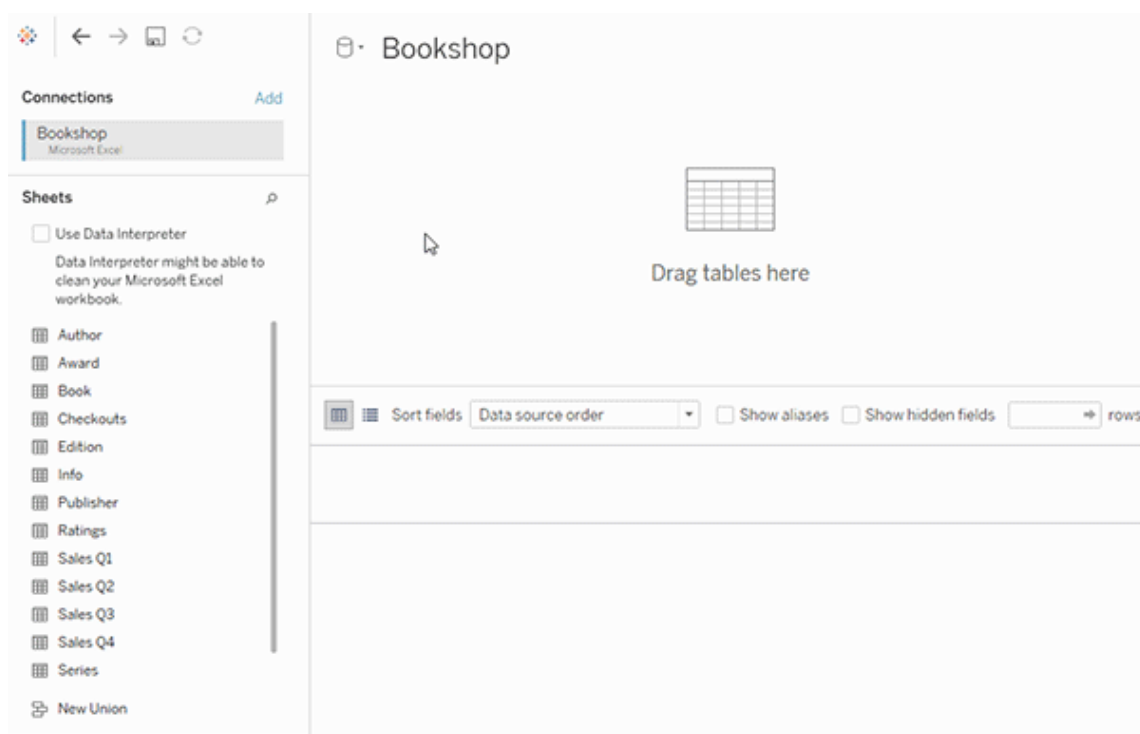 Bookshop
Connections
Add
Bookshop
Microsoft Excel
Sheets
Use Data Interpreter
Data Interpreter might be able to
clean your Microsoft Excel
workbook.
Author
Award
Book
Checkouts
Edition
Info
Publisher
Ratings
Sales Q1
Sales Q2
Sales Q3
Sales Q4
Series
New Union
Drag tables here
Sort fields Data source order Show aliases Show hidden fields rows